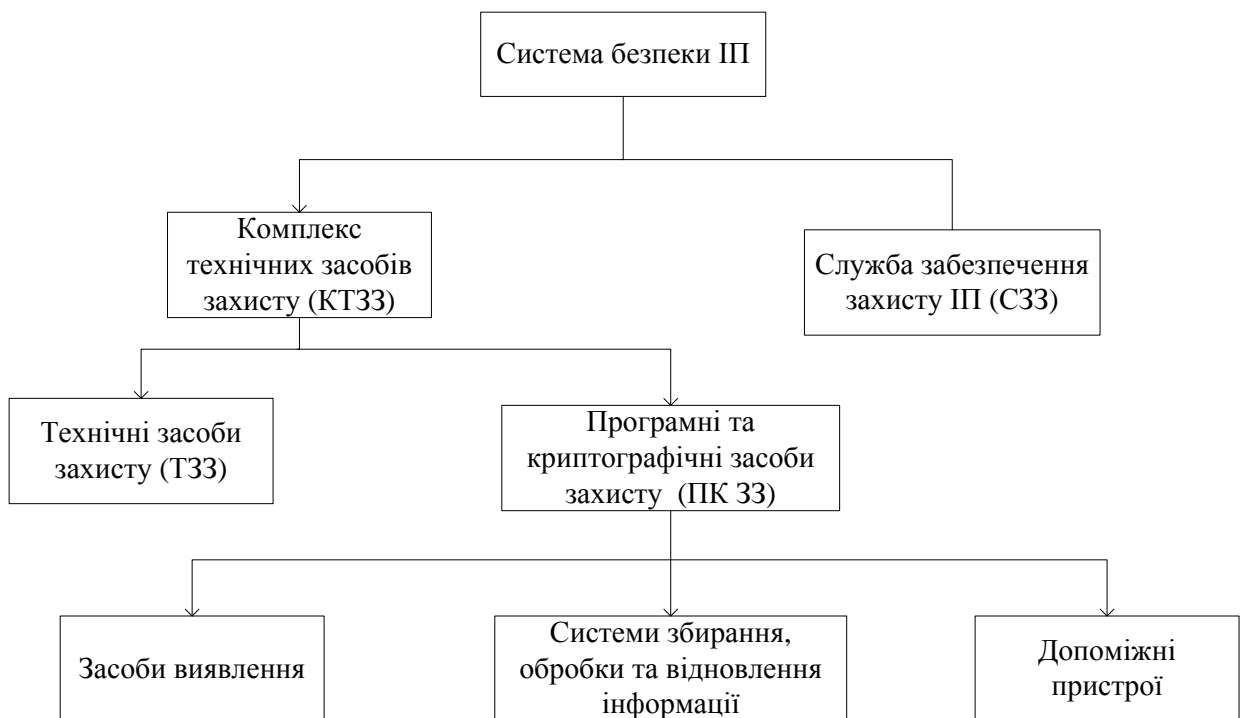 Система безпеки ІП
Комплекс
технічних засобів
захисту (КТЗЗ)
Служба забезпечення
захисту ІП (СЗЗ)
Технічні засоби
захисту (ТЗЗ)
Програмні та
криптографічні засоби
захисту (ПК ЗЗ)
Засоби виявлення
Системи збирання,
обробки та відновлення
інформації
Допоміжні
пристрої